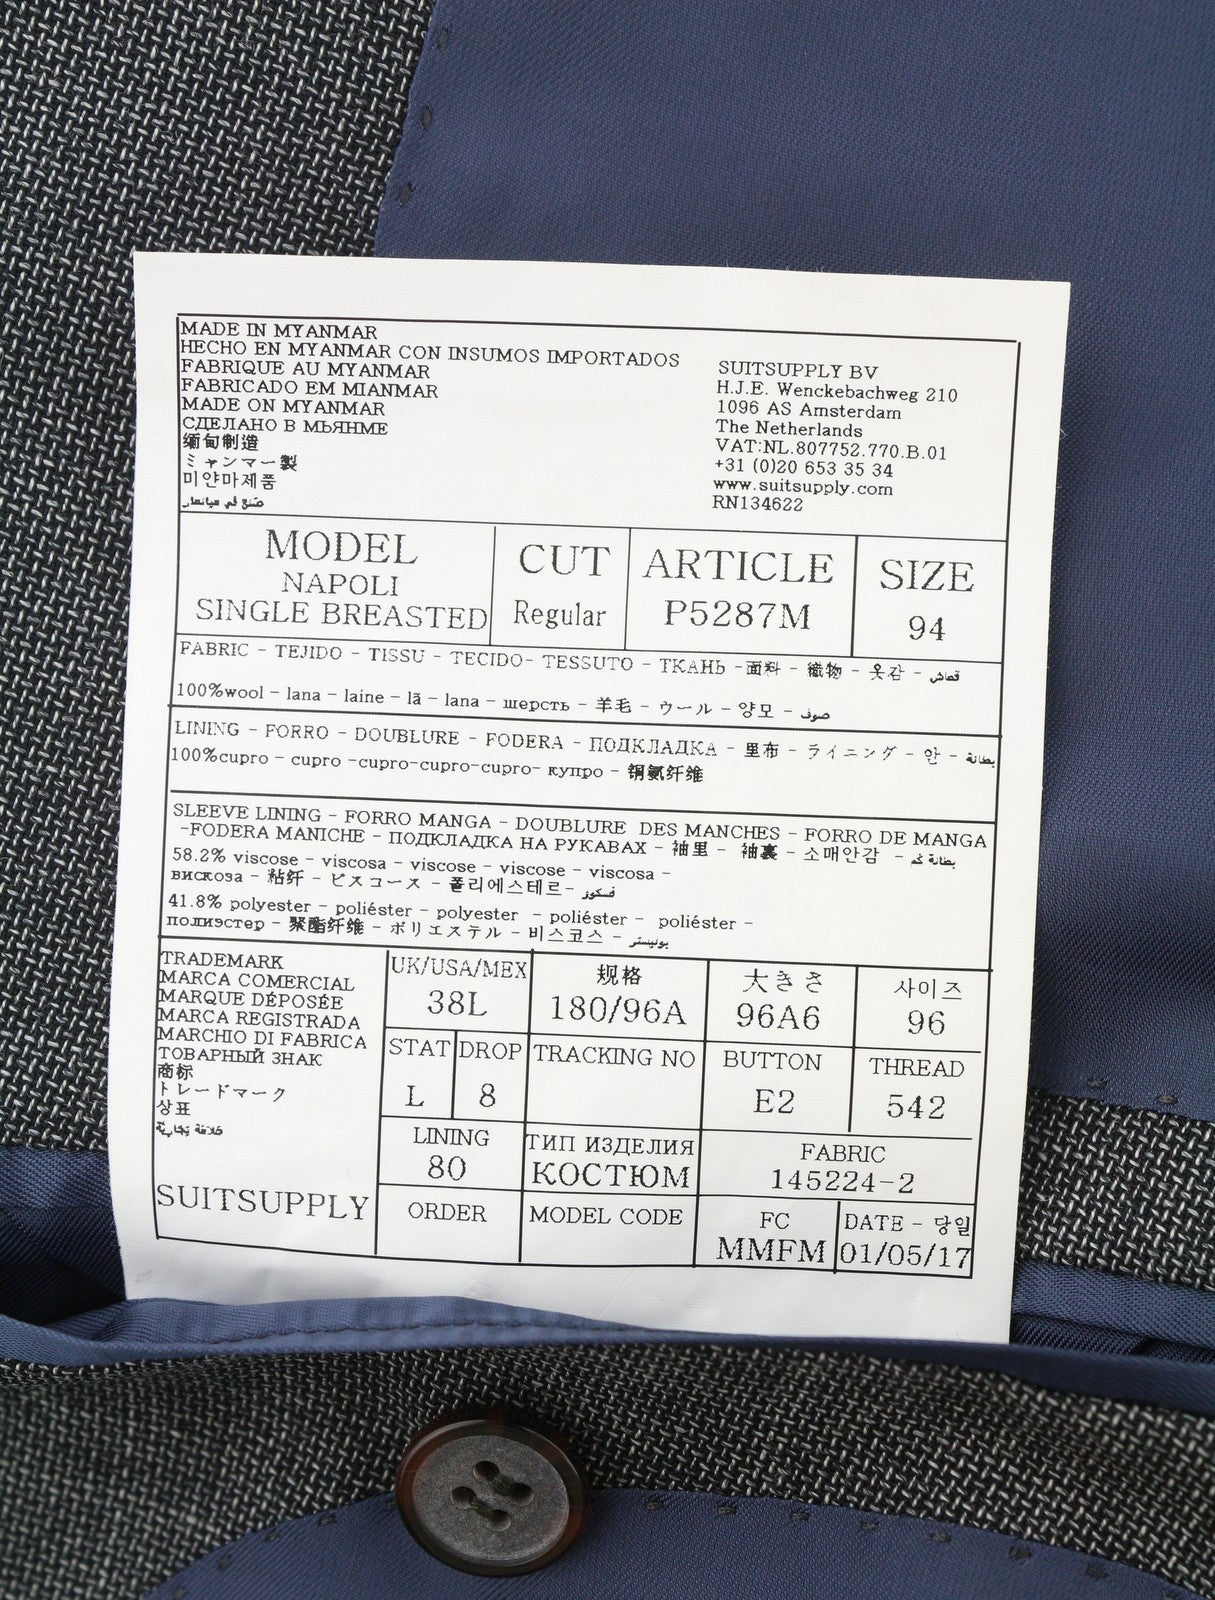 MADE IN MYANMAR
HECHO EN MYANMAR CON INSUMOS IMPORTADOS
FABRIQUE AU MYANMAR
FABRICADO EM MIANMAR
MADE ON MYANMAR
СДЕЛАНО В МЬЯНМЕ
缅甸制造
ミャンマー製
미얀마제품
صنع في ميانمار
SUITSUPPLY BV
H.J.E. Wenckebachweg 210
1096 AS Amsterdam
The Netherlands
VAT:NL.807752.770.B.01
+31 (0)20 653 35 34
www.suitsupply.com
RN134622
MODEL
NAPOLI
SINGLE BREASTED
CUT
Regular
ARTICLE
P5287M
SIZE
94
FABRIC - TEJIDO - TISSU - TECIDO- TESSUTO - ТКАНЬ -面料 - 織物 - 옷감 - قماش
100%wool - lana - laine - lã - lana - шерсть - 羊毛 - ウール - 양모 - صوف
LINING - FORRO - DOUBLURE - FODERA - ПОДКЛАДКА - 里布 - ライニング - 안 - بطانة
100%cupro - cupro -cupro-cupro-cupro- купро - 铜氨纤维
SLEEVE LINING - FORRO MANGA - DOUBLURE DES MANCHES - FORRO DE MANGA
-FODERA MANICHE - ПОДКЛАДКА НА РУКАВАХ - 袖里 - 袖裏 - 소매안감 - بطانة كم
58.2% viscose - viscosa - viscose - viscose - viscosa -
вискоза - 粘纤 - ビスコース - 폴리에스테르- فسكوز
41.8% polyester - poliéster - polyester - poliéster - poliéster -
полиэстер - 聚酯纤维 - ポリエステル - 비스코스 -
TRADEMARK
MARCA COMERCIAL
MARQUE DÉPOSÉE
MARCA REGISTRADA
MARCHIO DI FABRICA
ТОВАРНЫЙ ЗНАК
商标
トレードマーク
상표
SUITSUPPLY
UK/USA/MEX
38L
规格
180/96A
大きさ
96A6
사이즈
96
STAT
L
DROP
8
TRACKING NO
BUTTON
E2
THREAD
542
LINING
80
ТИП ИЗДЕЛИЯ
КОСТЮМ
FABRIC
145224-2
ORDER
MODEL CODE
FC
MMFM
DATE - 당일
01/05/17